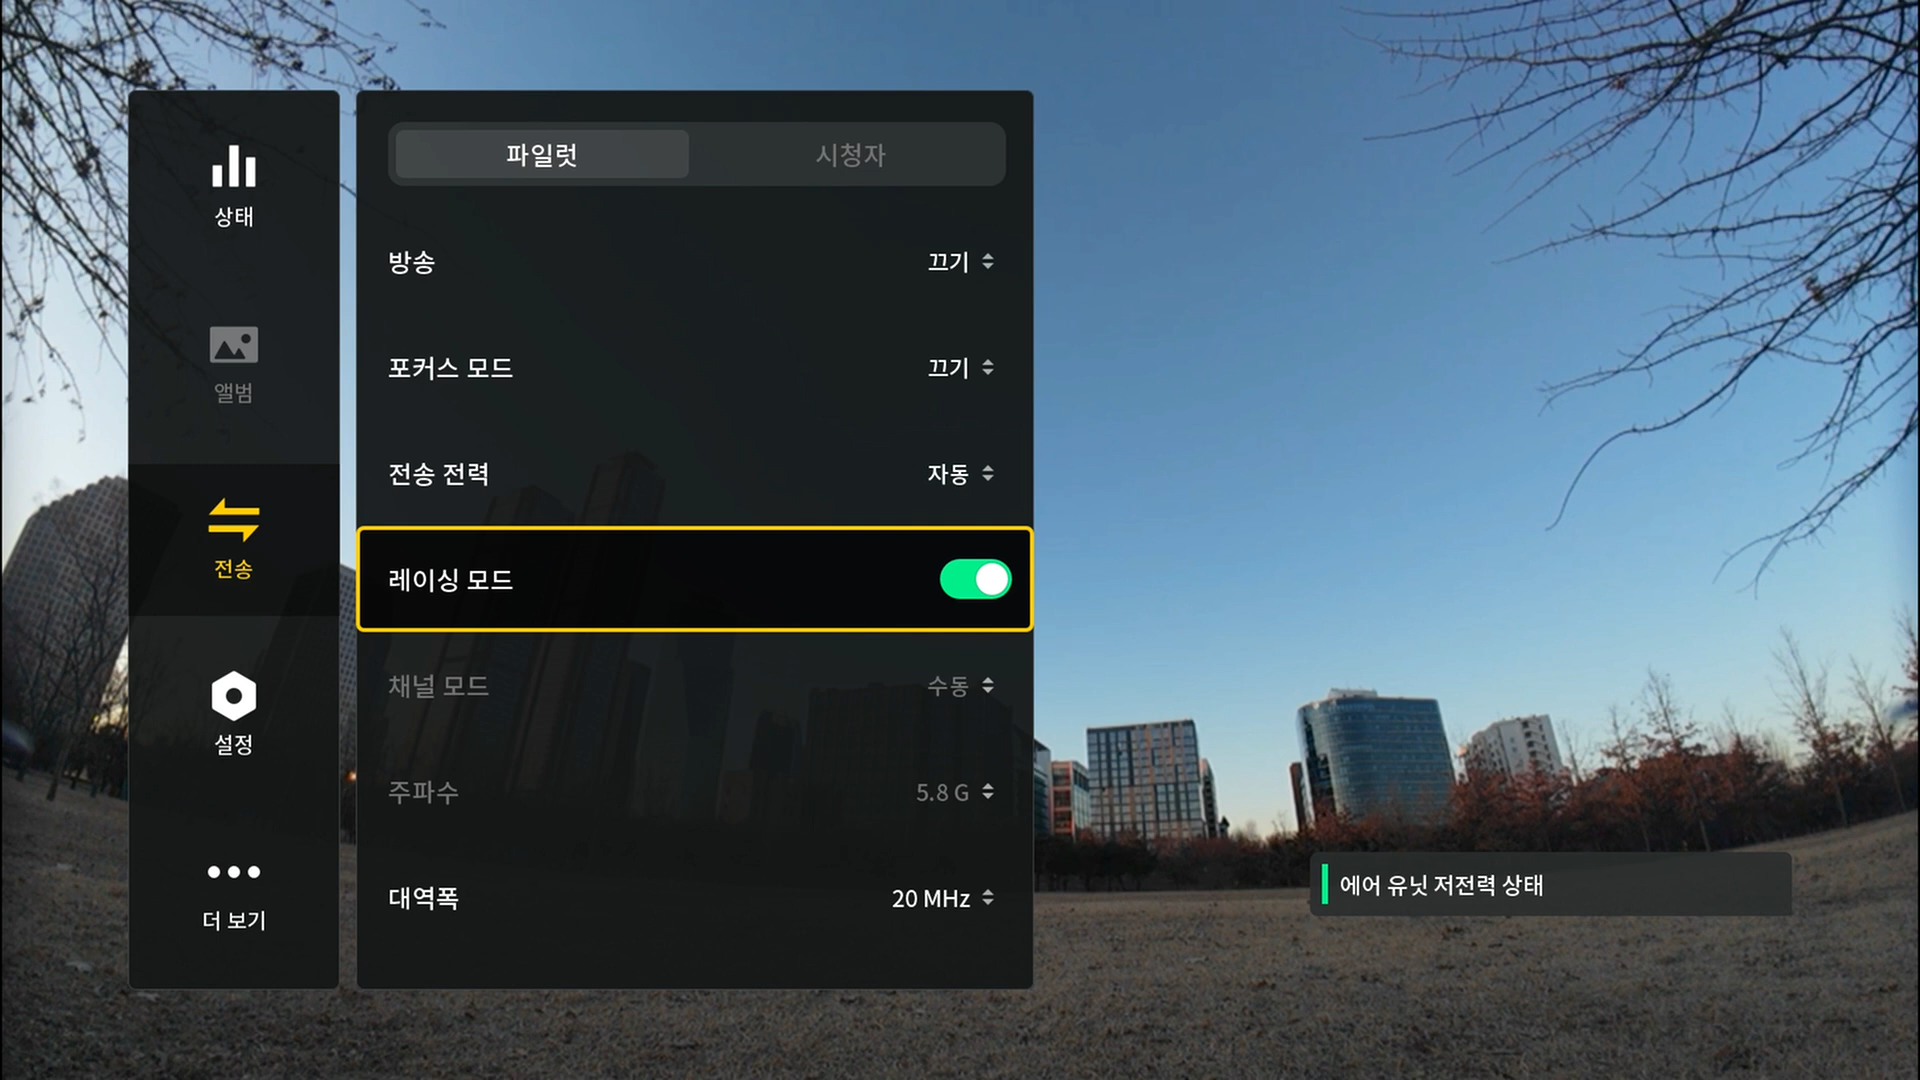 상태
앨범
전송
설정
더 보기
파일럿 시청자
방송 끄기
포커스 모드 끄기
전송 전력 자동
레이싱 모드
채널 모드 수동
주파수 5.8 G
대역폭 20 MHz
에어 유닛 저전력 상태